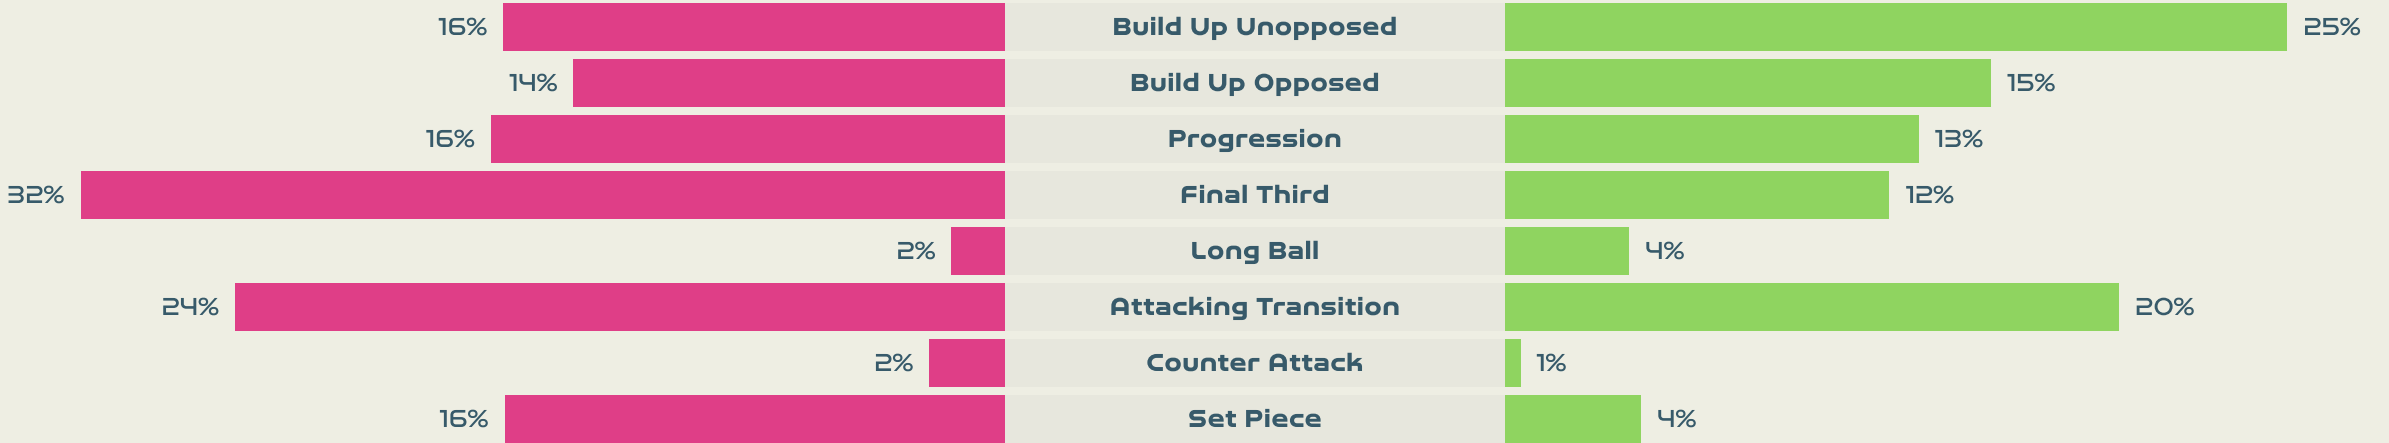 16% Build Up Unopposed 25%
14% Build Up Opposed 15%
16% Progression 13%
32% Final Third 12%
2% Long Ball 4%
24% Attacking Transition 20%
2% Counter Attack 1%
16% Set Piece 4%